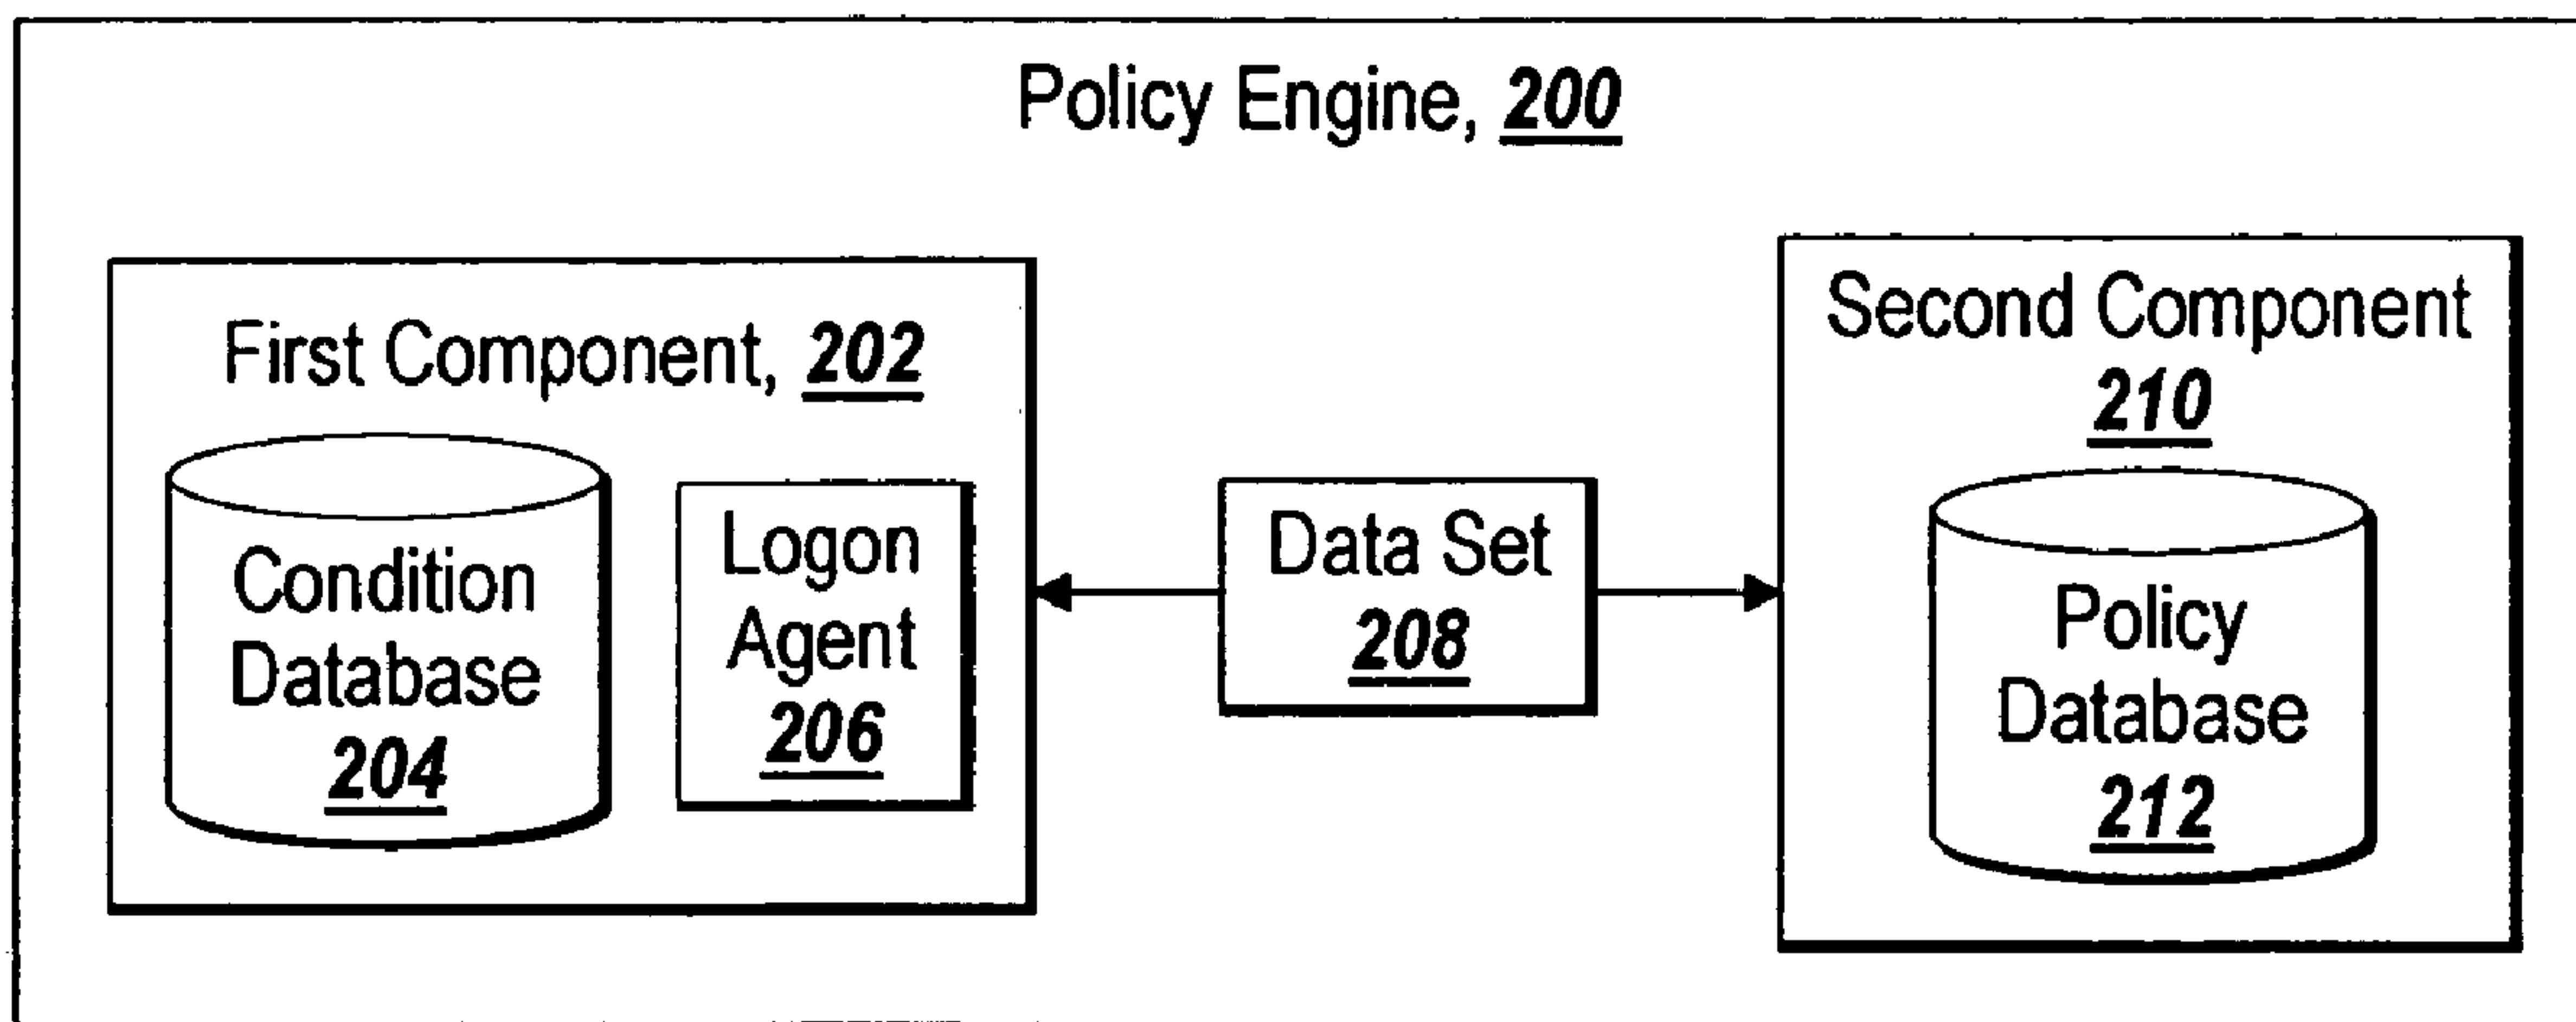 Policy Engine, 200
First Component, 202
Condition
Database
204
Logon
Agent
206
Data Set
208
Second Component
210
Policy
Database
212